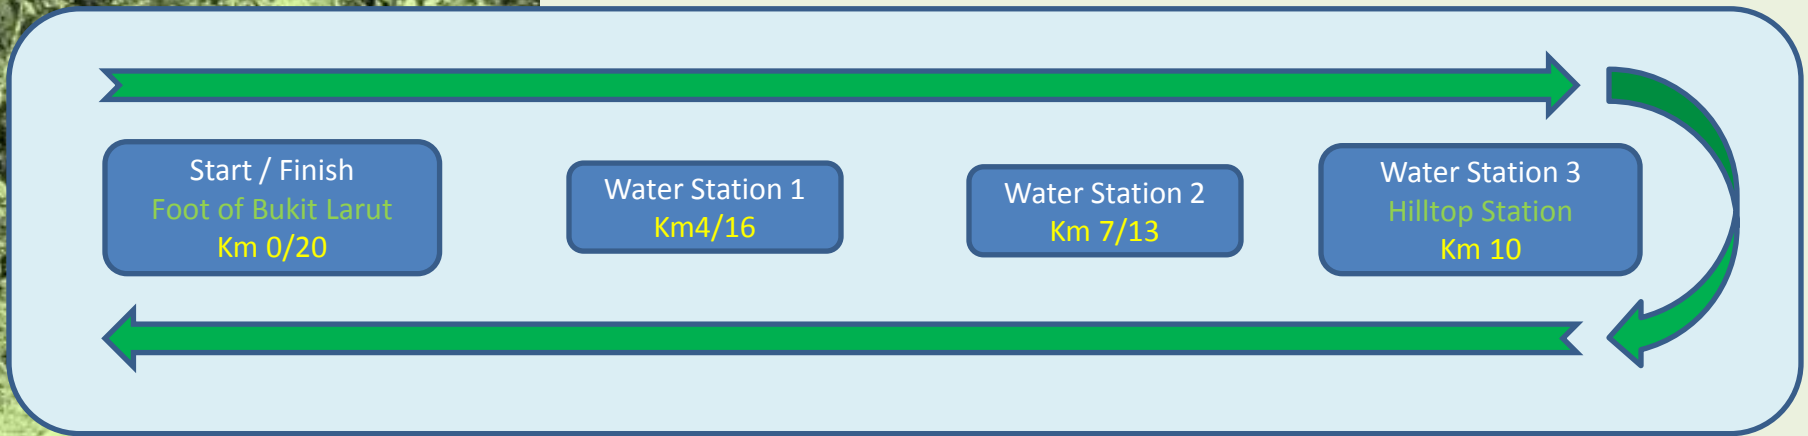 Start / Finish
Foot of Bukit Larut
Km 0/20
Water Station 1
Km4/16
Water Station 2
Km 7/13
Water Station 3
Hilltop Station
Km 10